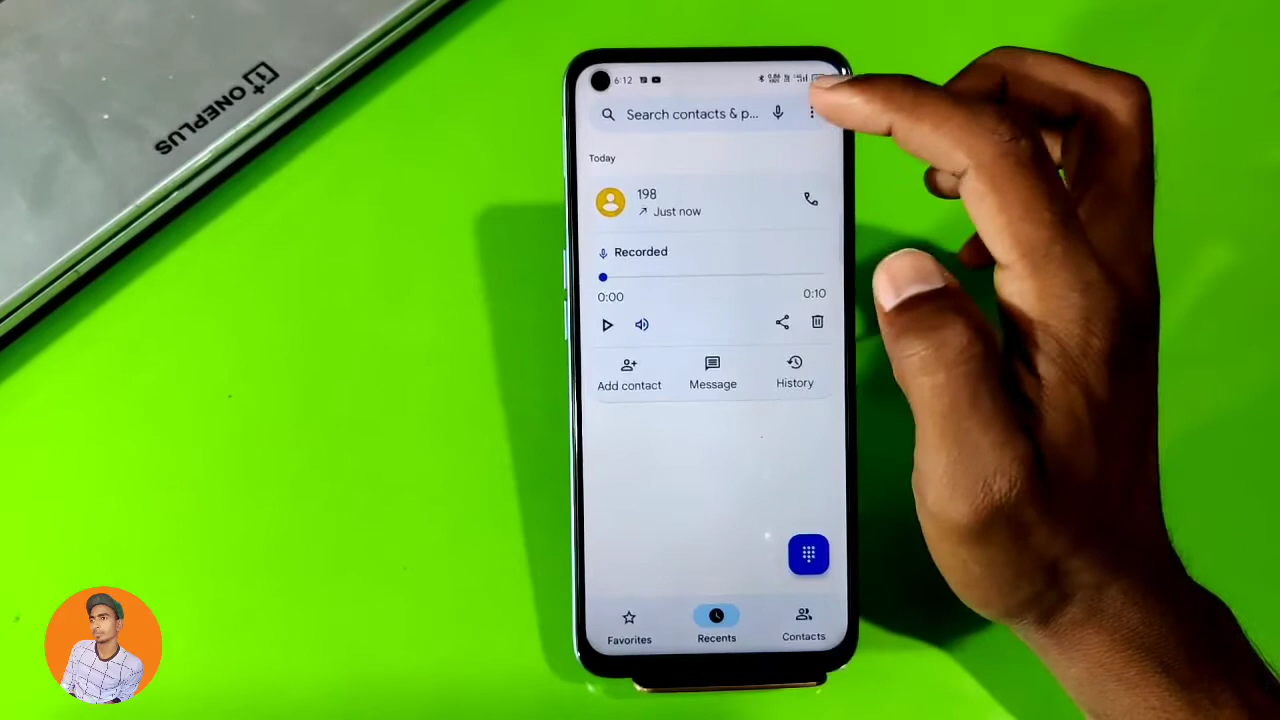 ONEPLUS
6:12
Search contacts & p...
Today
198
Just now
Recorded
0:00
0:10
Add contact
Message
History
Favorites
Recents
Contacts